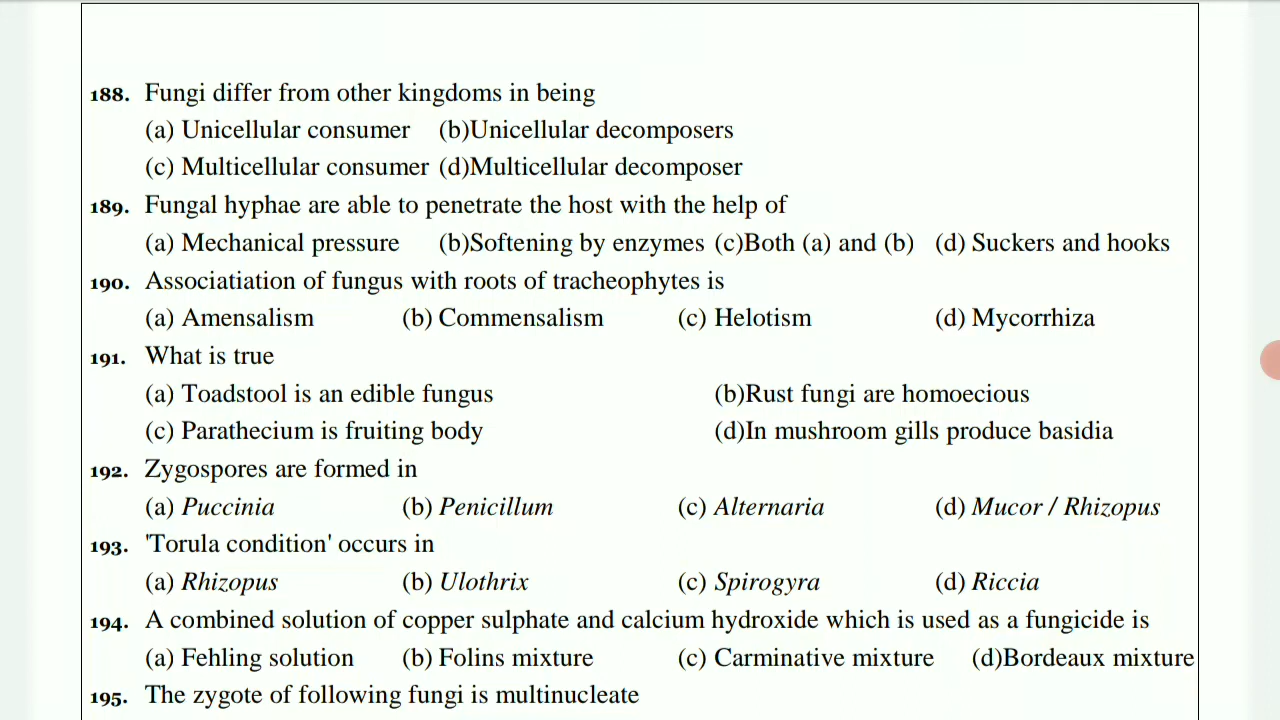 188. Fungi differ from other kingdoms in being
(a) Unicellular consumer (b)Unicellular decomposers
(c) Multicellular consumer (d)Multicellular decomposer
189. Fungal hyphae are able to penetrate the host with the help of
(a) Mechanical pressure (b)Softening by enzymes (c)Both (a) and (b) (d) Suckers and hooks
190. Associatiation of fungus with roots of tracheophytes is
(a) Amensalism (b) Commensalism (c) Helotism (d) Mycorrhiza
191. What is true
(a) Toadstool is an edible fungus (b)Rust fungi are homoecious
(c) Parathecium is fruiting body (d)In mushroom gills produce basidia
192. Zygospores are formed in
(a) Puccinia (b) Penicillum (c) Alternaria (d) Mucor / Rhizopus
193. 'Torula condition' occurs in
(a) Rhizopus (b) Ulothrix (c) Spirogyra (d) Riccia
194. A combined solution of copper sulphate and calcium hydroxide which is used as a fungicide is
(a) Fehling solution (b) Folins mixture (c) Carminative mixture (d)Bordeaux mixture
195. The zygote of following fungi is multinucleate